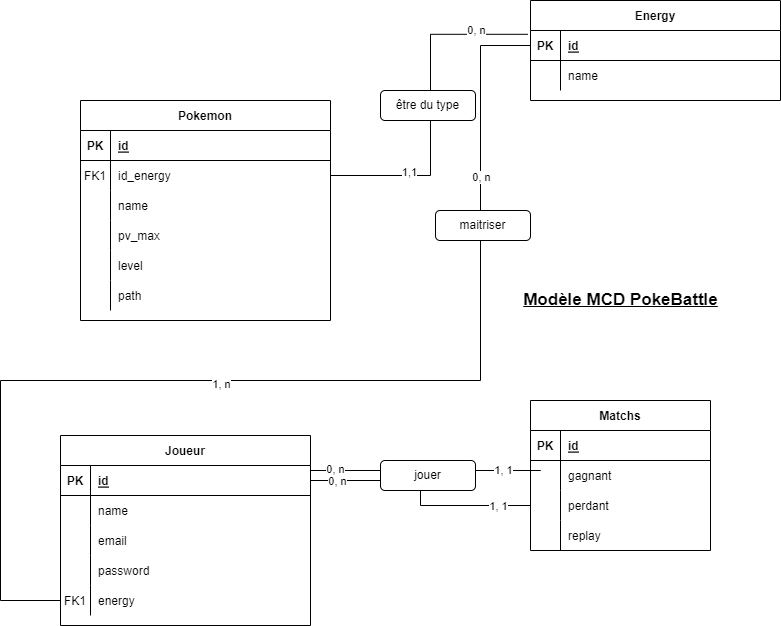 Energy
PK id
name
0, n
être du type
1,1
Pokemon
PK id
FK1 id_energy
name
pv_max
level
path
0, n
maitriser
1, n
Modèle MCD PokeBattle
Joueur
PK id
name
email
password
FK1 energy
0, n
0, n
jouer
1, 1
1, 1
Matchs
PK id
gagnant
perdant
replay